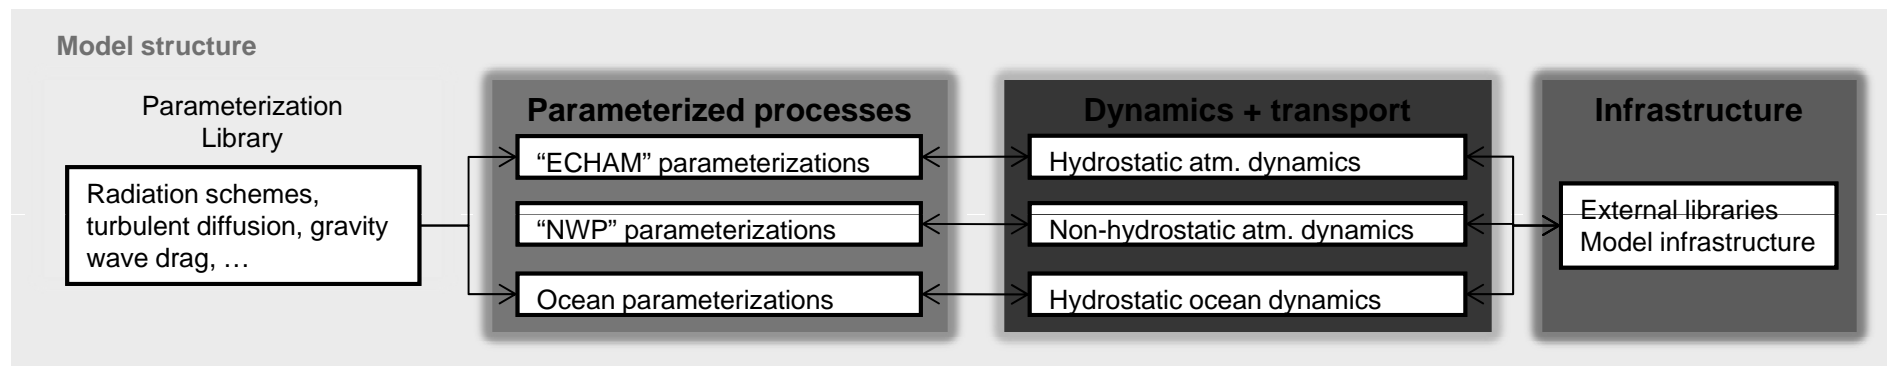 Model structure
Parameterization
Library
Radiation schemes,
turbulent diffusion, gravity
wave drag, …
Parameterized processes
“ECHAM” parameterizations
“NWP” parameterizations
Ocean parameterizations
Dynamics + transport
Hydrostatic atm. dynamics
Non-hydrostatic atm. dynamics
Hydrostatic ocean dynamics
Infrastructure
External libraries
Model infrastructure